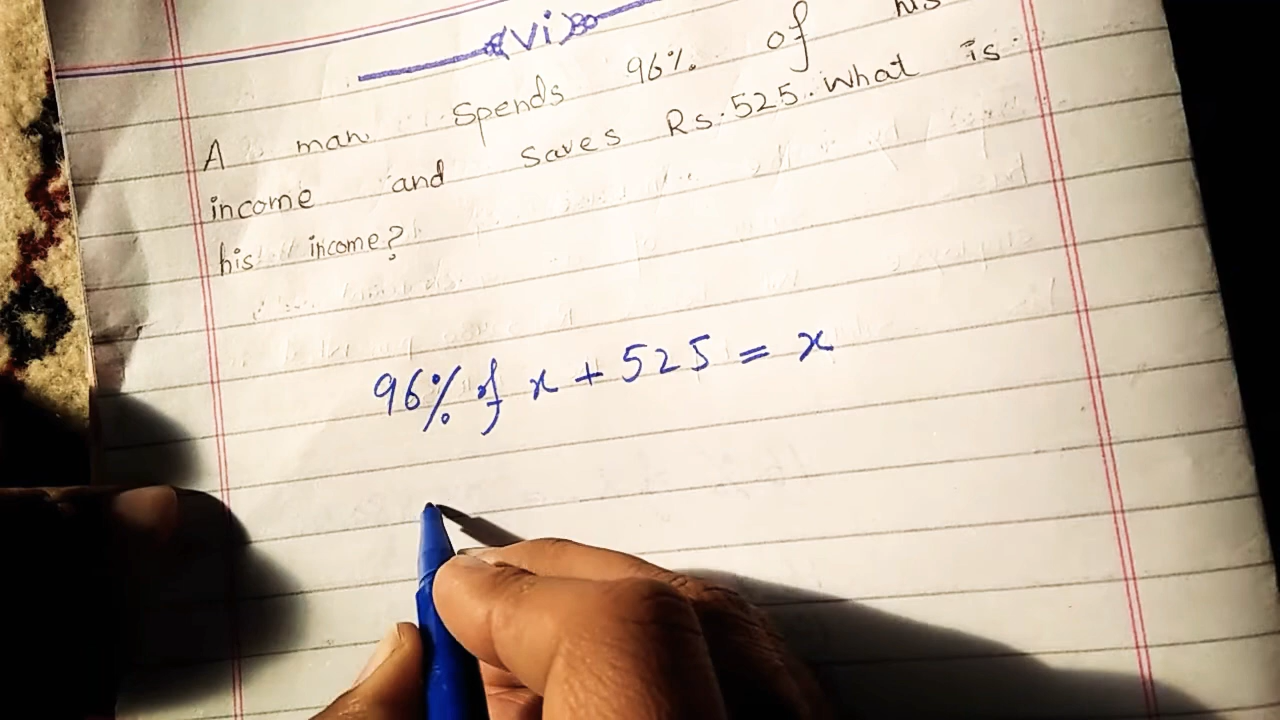 (vi)
A man spends 96% of his
income and saves Rs.525. What is
his income?
96% of x + 525 = x